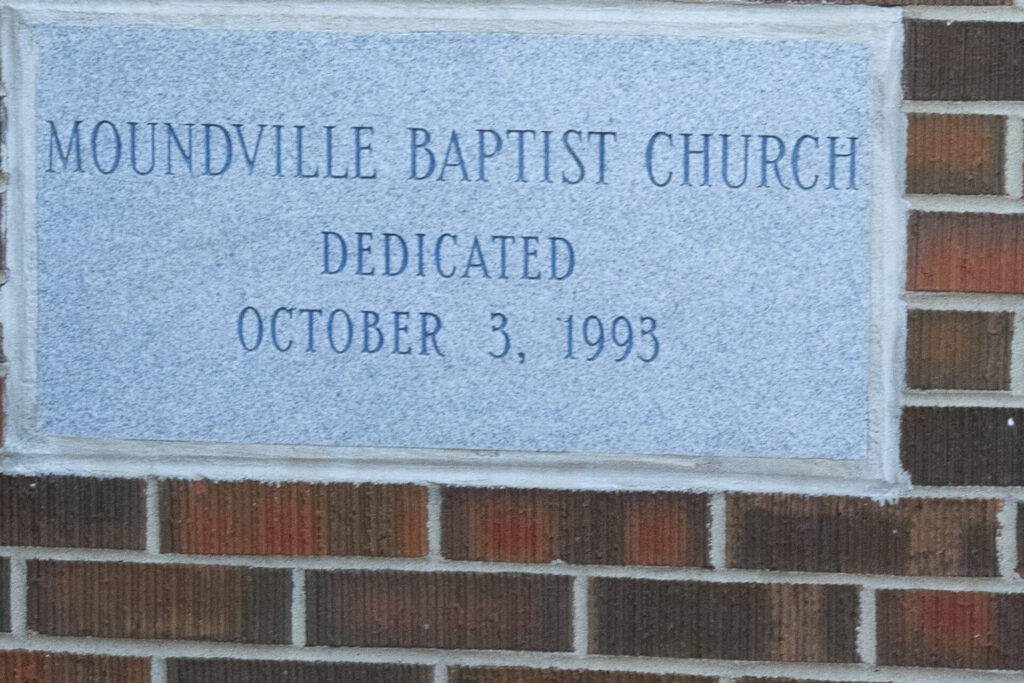 MOUNDVILLE BAPTIST CHURCH
DEDICATED
OCTOBER 3, 1993